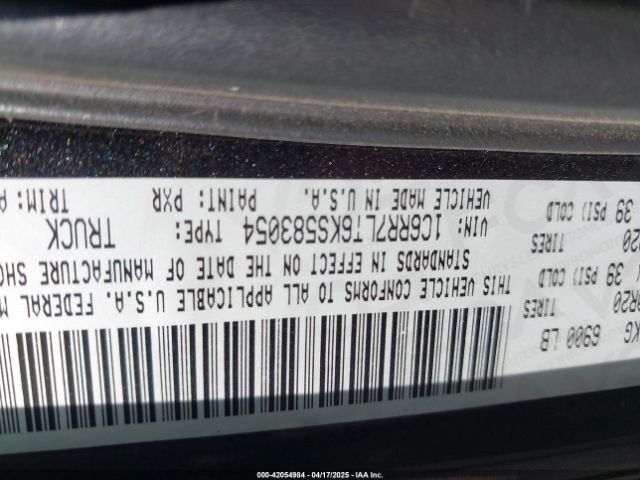 6900 LB
TIRES
39 PSI) COLD
TIRES
39 PSI) COLD
THIS VEHICLE CONFORMS TO ALL APPLICABLE U.S.A. FEDERAL M
STANDARDS IN EFFECT ON THE DATE OF MANUFACTURE SHO
VIN: 1C6RR7LT6KS583054 TYPE: TRUCK
VEHICLE MADE IN U.S.A. PAINT: PXR TRIM: A
000-42054984 - 04/17/2025 - IAA Inc.